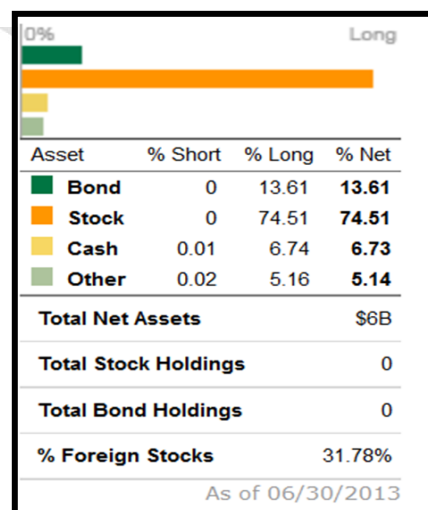 0% Long
Asset % Short % Long % Net
Bond 0 13.61 13.61
Stock 0 74.51 74.51
Cash 0.01 6.74 6.73
Other 0.02 5.16 5.14
Total Net Assets $6B
Total Stock Holdings 0
Total Bond Holdings 0
% Foreign Stocks 31.78%
As of 06/30/2013